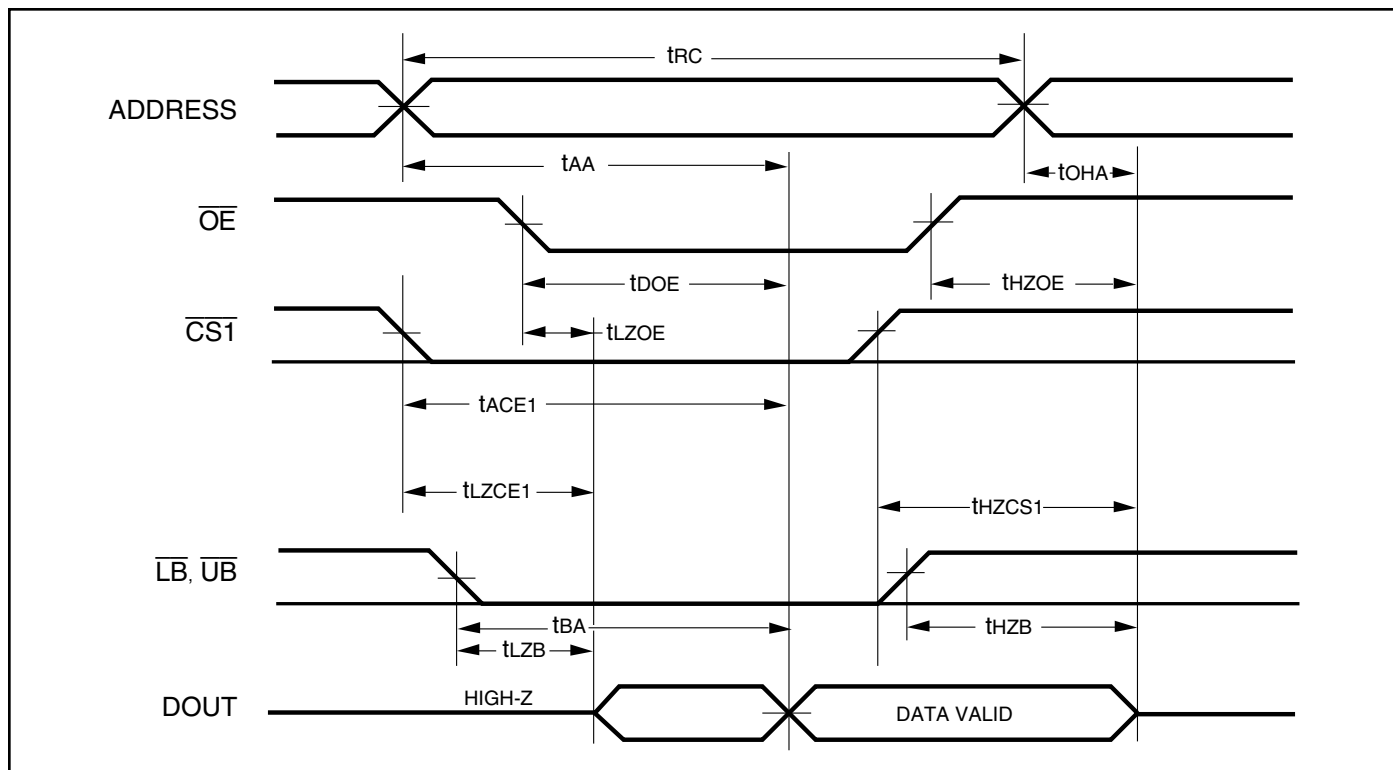 tRC
ADDRESS
tAA
tOHA
OE
tDOE
tHZOE
CS1
tLZOE
tACE1
tLZCE1
tHZCS1
LB, UB
tBA
tHZB
tLZB
HIGH-Z
DOUT
DATA VALID